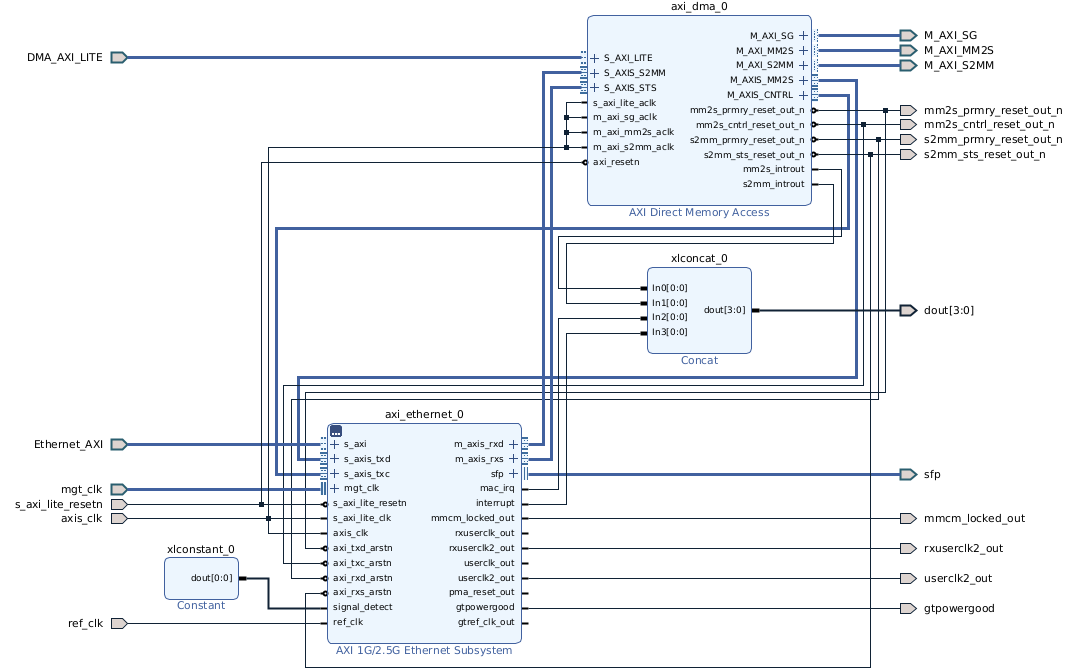 axi_dma_0
DMA_AXI_LITE
S_AXI_LITE
S_AXIS_S2MM
S_AXIS_STS
s_axi_lite_aclk
m_axi_sg_aclk
m_axi_mm2s_aclk
m_axi_s2mm_aclk
axi_resetn
M_AXI_SG
M_AXI_MM2S
M_AXI_S2MM
M_AXIS_MM2S
M_AXIS_CNTRL
mm2s_prmry_reset_out_n
mm2s_cntrl_reset_out_n
s2mm_prmry_reset_out_n
s2mm_sts_reset_out_n
mm2s_introut
s2mm_introut
M_AXI_SG
M_AXI_MM2S
M_AXI_S2MM
mm2s_prmry_reset_out_n
mm2s_cntrl_reset_out_n
s2mm_prmry_reset_out_n
s2mm_sts_reset_out_n
AXI Direct Memory Access
xlconcat_0
In0[0:0]
In1[0:0]
In2[0:0]
In3[0:0]
dout[3:0]
dout[3:0]
Concat
axi_ethernet_0
Ethernet_AXI
mgt_clk
s_axi_lite_resetn
axis_clk
s_axi
s_axis_txd
s_axis_txc
mgt_clk
s_axi_lite_resetn
s_axi_lite_clk
axis_clk
axi_txd_arstn
axi_txc_arstn
axi_rxd_arstn
axi_rxs_arstn
signal_detect
ref_clk
m_axis_rxd
m_axis_rxs
sfp
mac_irq
interrupt
mmcm_locked_out
rxuserclk_out
rxuserclk2_out
userclk_out
userclk2_out
pma_reset_out
gtpowergood
gtref_clk_out
sfp
mmcm_locked_out
rxuserclk2_out
userclk2_out
gtpowergood
xlconstant_0
dout[0:0]
Constant
ref_clk
AXI 1G/2.5G Ethernet Subsystem